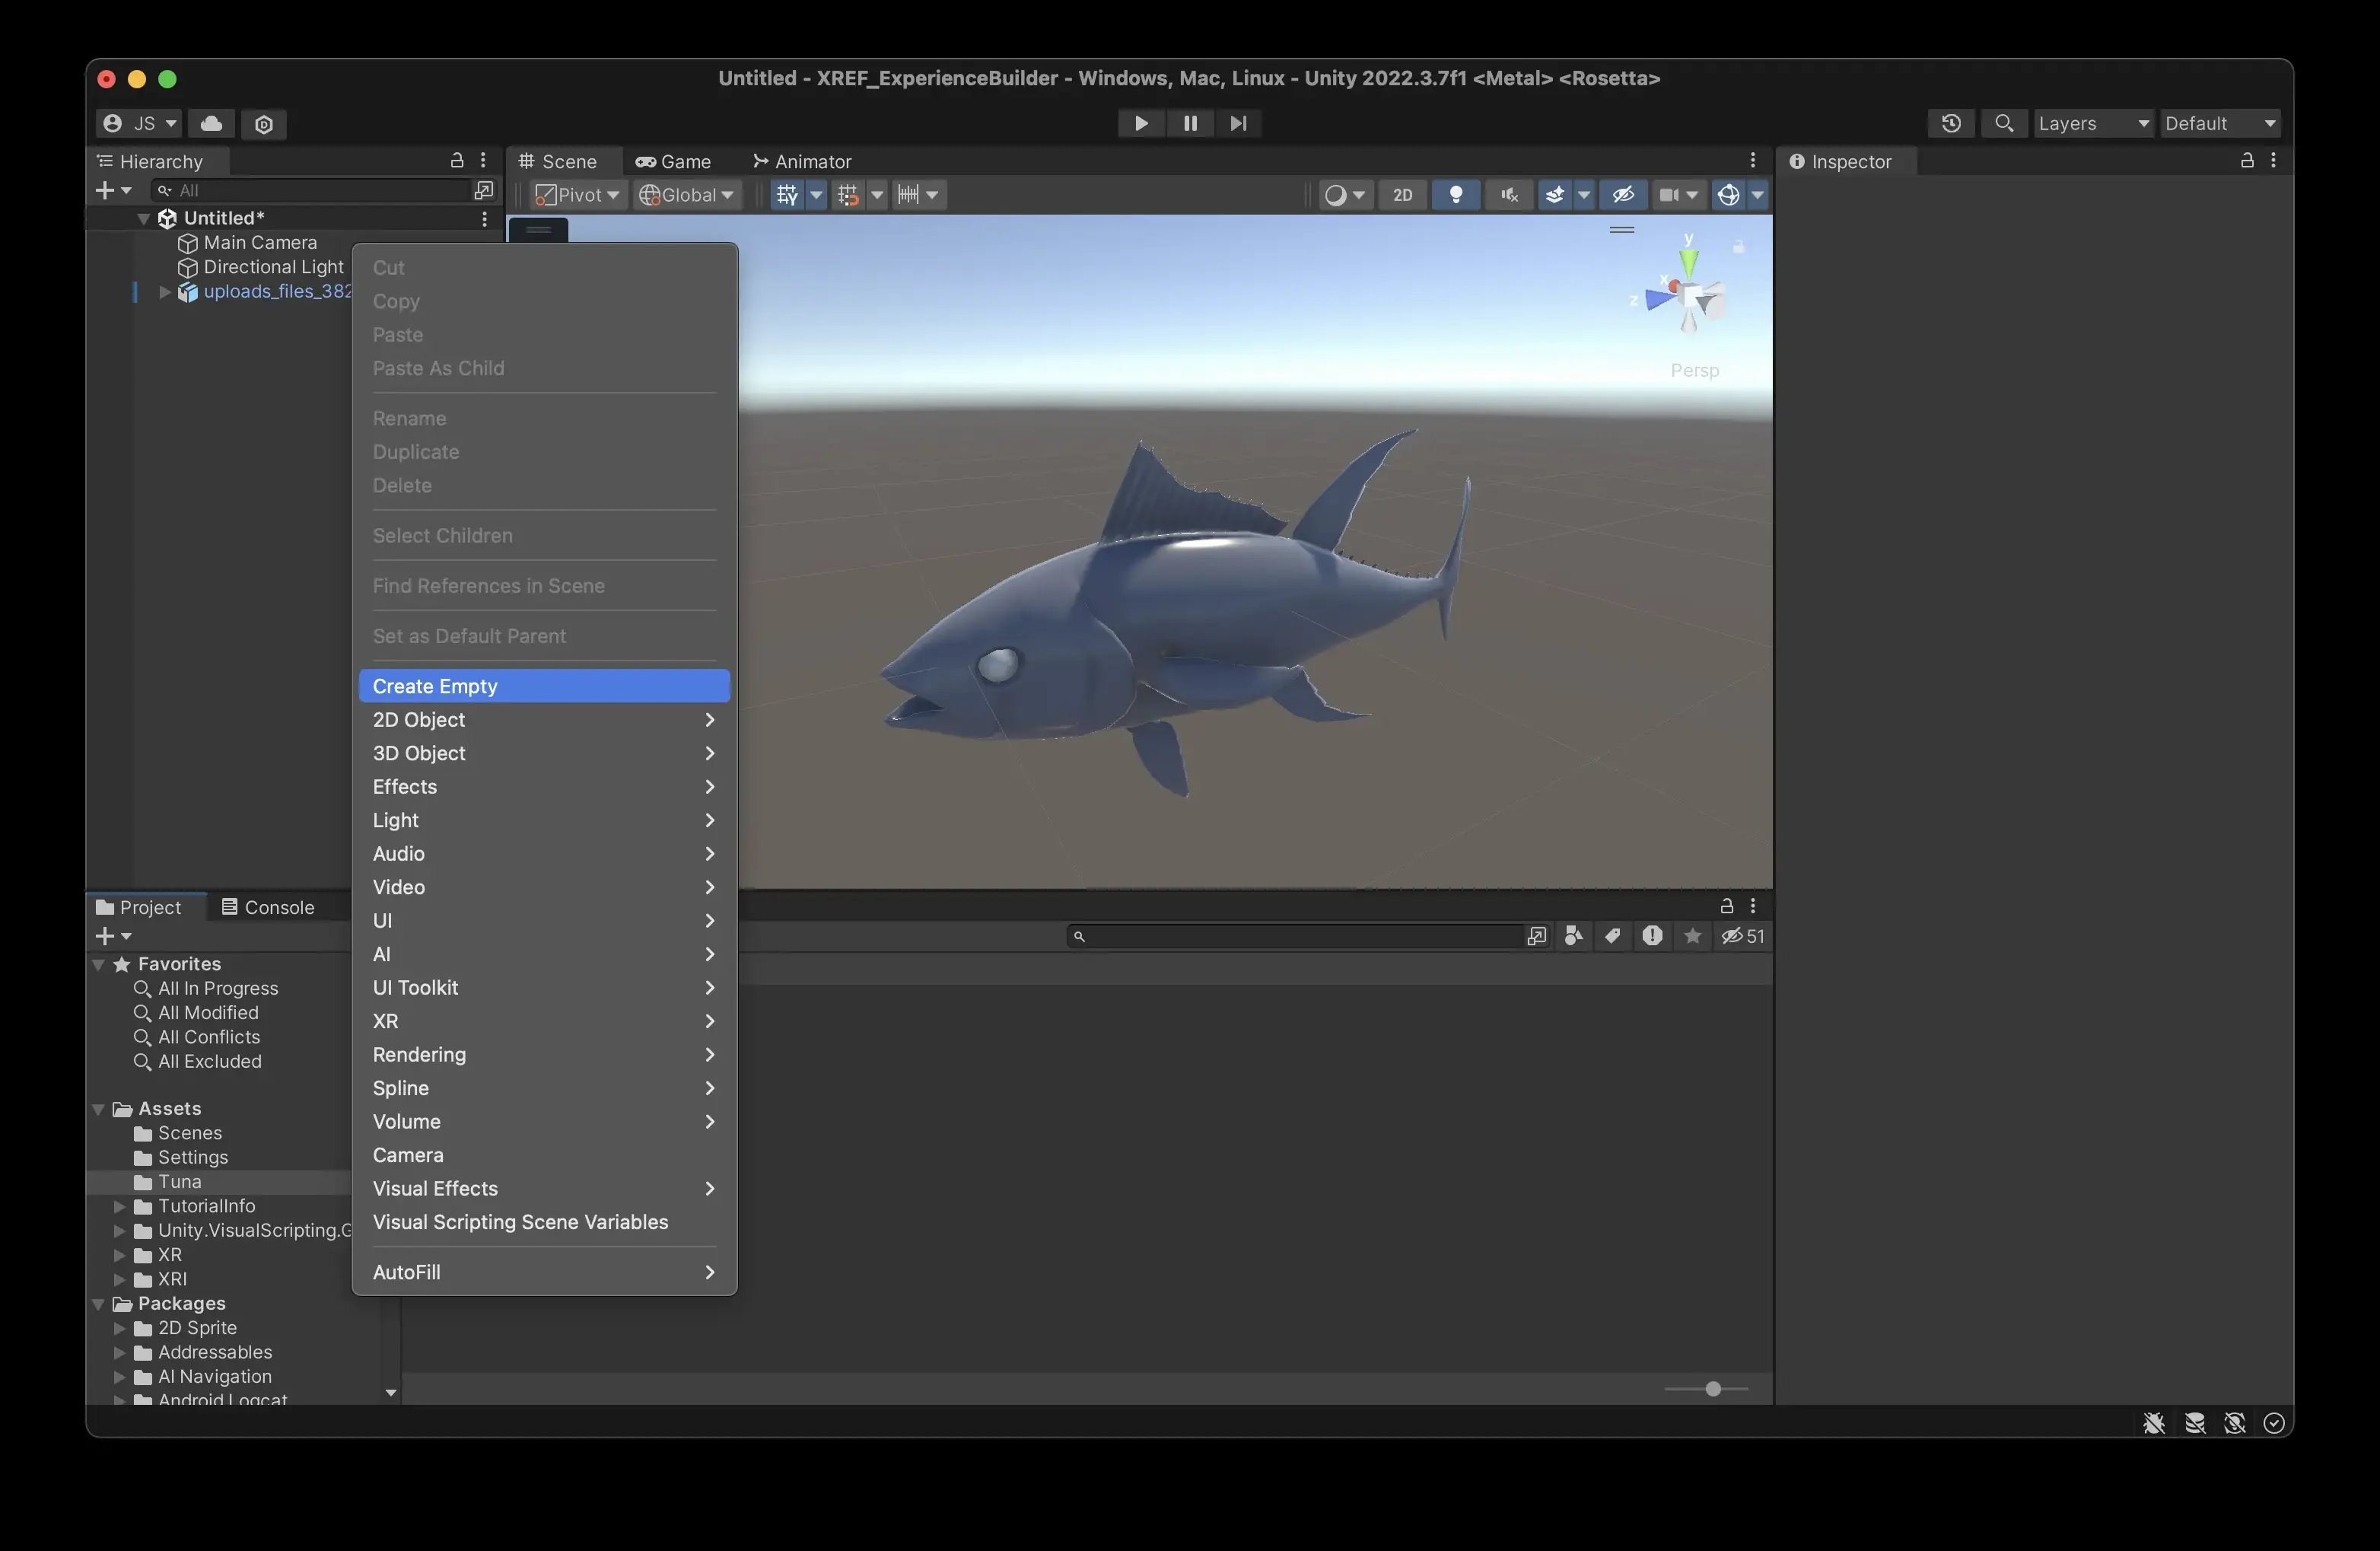 Untitled - XREF_ExperienceBuilder - Windows, Mac, Linux - Unity 2022.3.7f1 <Metal> <Rosetta>
JS
Layers
Default
Hierarchy
All
Untitled*
Main Camera
Directional Light
uploads_files_382
Scene
Game
Animator
Pivot
Global
2D
Inspector
y
x
z
Persp
Cut
Copy
Paste
Paste As Child
Rename
Duplicate
Delete
Select Children
Find References in Scene
Set as Default Parent
Create Empty
2D Object
3D Object
Effects
Light
Audio
Video
UI
AI
UI Toolkit
XR
Rendering
Spline
Volume
Camera
Visual Effects
Visual Scripting Scene Variables
AutoFill
Project
Console
51
Favorites
All In Progress
All Modified
All Conflicts
All Excluded
Assets
Scenes
Settings
Tuna
TutorialInfo
Unity.VisualScripting.G
XR
XRI
Packages
2D Sprite
Addressables
AI Navigation
Android Logcat